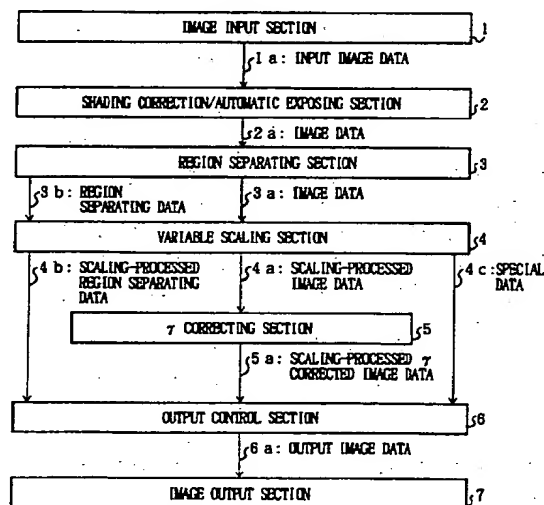 IMAGE INPUT SECTION
1
1 a: INPUT IMAGE DATA
SHADING CORRECTION/AUTOMATIC EXPOSING SECTION
2
2 a: IMAGE DATA
REGION SEPARATING SECTION
3
3 b: REGION
SEPARATING DATA
3 a: IMAGE DATA
VARIABLE SCALING SECTION
4
4 b: SCALING-PROCESSED
REGION SEPARATING
DATA
4 a: SCALING-PROCESSED
IMAGE DATA
4 c: SPECIAL
DATA
γ CORRECTING SECTION
5
5 a: SCALING-PROCESSED γ
CORRECTED IMAGE DATA
OUTPUT CONTROL SECTION
6
6 a: OUTPUT IMAGE DATA
IMAGE OUTPUT SECTION
7